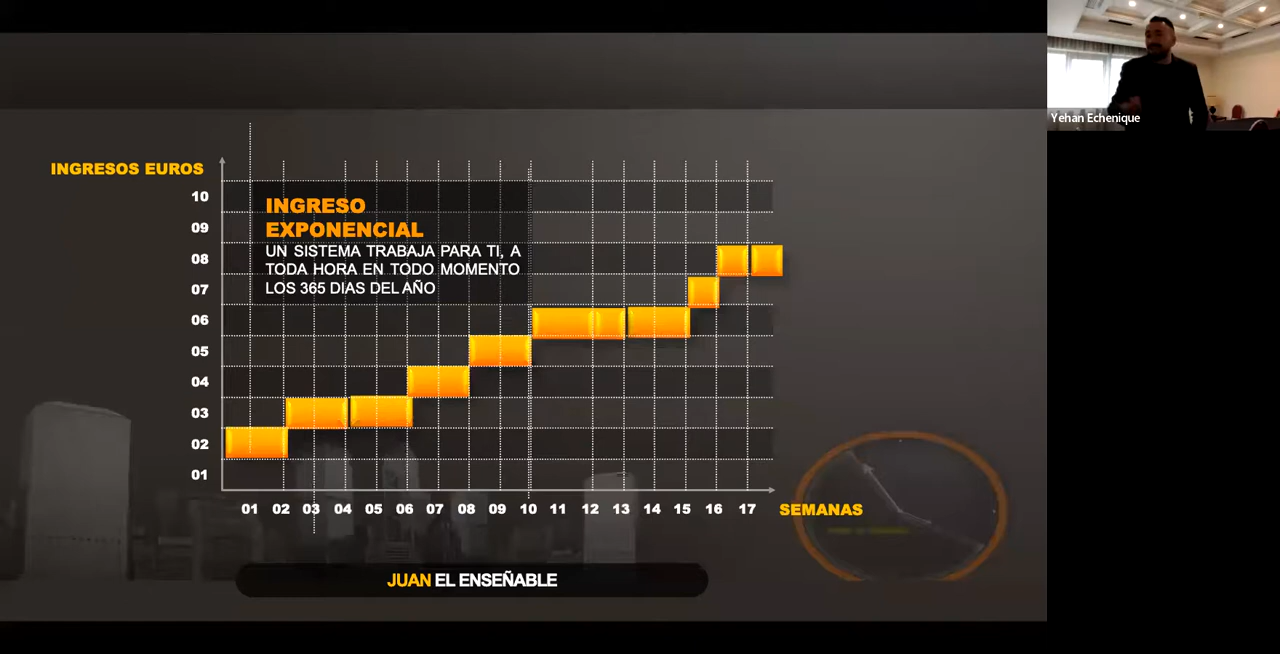 Yehan Echenique
INGRESOS EUROS
INGRESO
EXPONENCIAL
UN SISTEMA TRABAJA PARA TI, A
TODA HORA EN TODO MOMENTO
LOS 365 DIAS DEL AÑO
10
09
08
07
06
05
04
03
02
01
01 02 03 04 05 06 07 08 09 10 11 12 13 14 15 16 17 SEMANAS
JUAN EL ENSEÑABLE